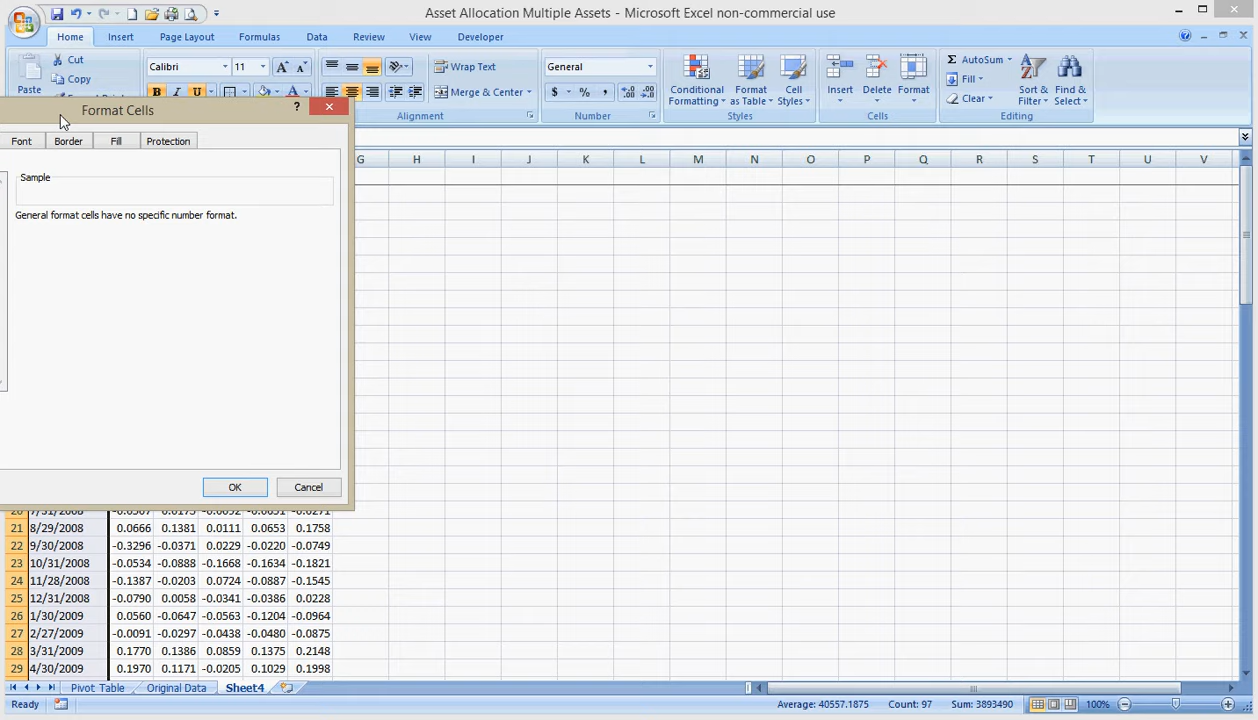 Asset Allocation Multiple Assets - Microsoft Excel non-commercial use
Home Insert Page Layout Formulas Data Review View Developer
Cut
Copy
Paste
Calibri 11
B I U
Wrap Text
Merge & Center
General
$ % ,
Conditional Formatting
Format as Table
Cell Styles
Insert Delete Format
AutoSum
Fill
Clear
Sort & Filter
Find & Select
Alignment Number Styles Cells Editing
Format Cells
Font Border Fill Protection
Sample
General format cells have no specific number format.
OK Cancel
G H I J K L M N O P Q R S T U V
21 8/29/2008 0.0666 0.1381 0.0111 0.0653 0.1758
22 9/30/2008 -0.3296 -0.0371 0.0229 -0.0220 -0.0749
23 10/31/2008 -0.0534 -0.0888 -0.1668 -0.1634 -0.1821
24 11/28/2008 -0.1387 -0.0203 0.0724 -0.0887 -0.1545
25 12/31/2008 -0.0790 0.0058 -0.0341 -0.0386 0.0228
26 1/30/2009 0.0560 -0.0647 -0.0563 -0.1204 -0.0964
27 2/27/2009 -0.0091 -0.0297 -0.0438 -0.0480 -0.0875
28 3/31/2009 0.1770 0.1386 0.0859 0.1375 0.2148
29 4/30/2009 0.1970 0.1171 -0.0205 0.1029 0.1998
Pivot Table Original Data Sheet4
Ready Average: 40557.1875 Count: 97 Sum: 3893490 100%